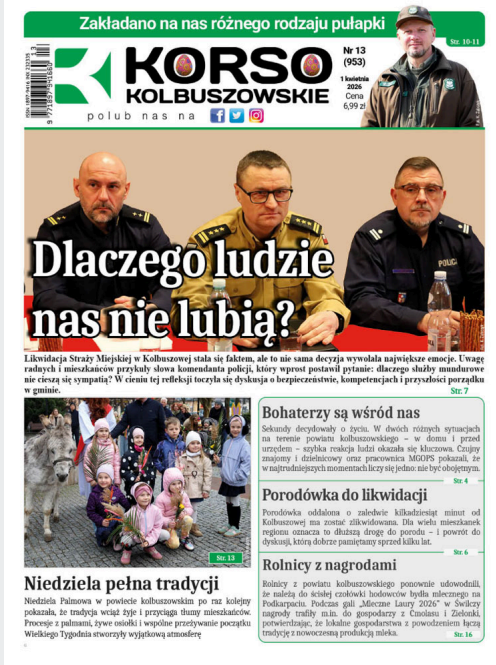 Zakładano na nas różnego rodzaju pułapki
Str. 10-11
KORSO
KOLBUSZOWSKIE
polub nas na
Nr 13
(953)
1 kwietnia
2026
Cena
6,99 zł
Dlaczego ludzie
nas nie lubią?
Likwidacja Straży Miejskiej w Kolbuszowej stała się faktem, ale to nie sama decyzja wywołała największe emocje. Uwagę
radnych i mieszkańców przykuły słowa komendanta policji, który wprost postawił pytanie: dlaczego służby mundurowe
nie cieszą się sympatią? W cieniu tej refleksji toczyła się dyskusja o bezpieczeństwie, kompetencjach i przyszłości porządku
w gminie.
Str. 7
Str. 13
Niedziela pełna tradycji
Niedziela Palmowa w powiecie kolbuszowskim po raz kolejny
pokazała, że tradycja wciąż żyje i przyciąga tłumy mieszkańców.
Procesje z palmami, żywe osiołki i wspólne przeżywanie początku
Wielkiego Tygodnia stworzyły wyjątkową atmosferę
Bohaterzy są wśród nas
Sekundy decydowały o życiu. W dwóch różnych sytuacjach
na terenie powiatu kolbuszowskiego – w domu i przed
urzędem – szybka reakcja ludzi okazała się kluczowa. Czujny
znajomy i dzielnicowy oraz pracownica MGOPS pokazali, że
w najtrudniejszych momentach liczy się jedno: nie być obojętnym.
Str. 4
Porodówka do likwidacji
Porodówka oddalona o zaledwie kilkadziesiąt minut od
Kolbuszowej ma zostać zlikwidowana. Dla wielu mieszkanek
regionu oznacza to dłuższą drogę do porodu – i powrót do
dyskusji, którą dobrze pamiętamy sprzed kilku lat.
Str. 6
Rolnicy z nagrodami
Rolnicy z powiatu kolbuszowskiego ponownie udowodnili,
że należą do ścisłej czołówki hodowców bydła mlecznego na
Podkarpaciu. Podczas gali „Mleczne Laury 2026” w Świlczy
nagrody trafiły m.in. do gospodarzy z Cmolasu i Zielonki,
potwierdzając, że lokalne gospodarstwa z powodzeniem łączą
tradycję z nowoczesną produkcją mleka.
Str. 16